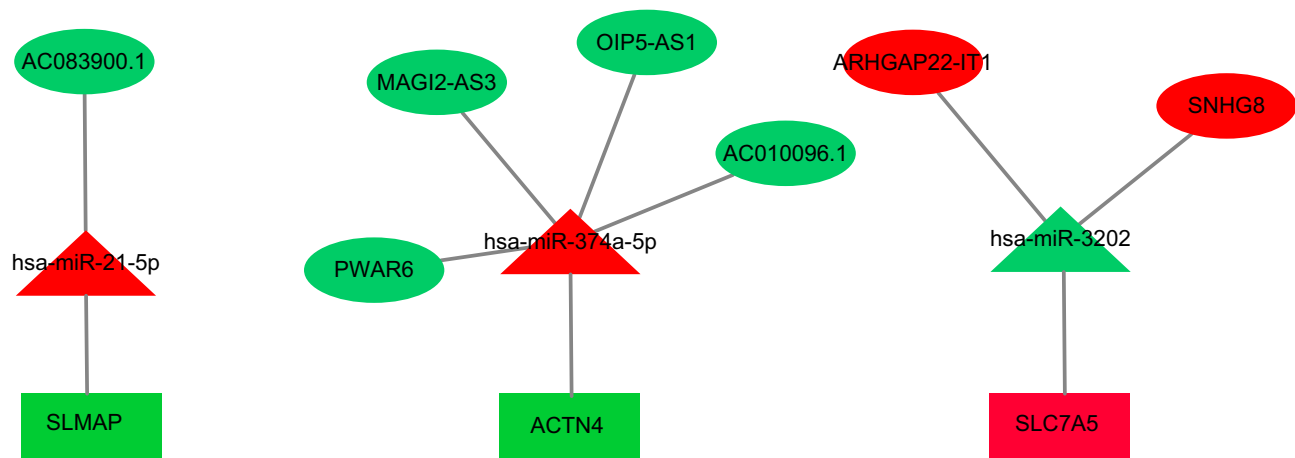 AC083900.1
hsa-miR-21-5p
SLMAP
OIP5-AS1
MAGI2-AS3
AC010096.1
hsa-miR-374a-5p
PWAR6
ACTN4
ARHGAP22-IT1
SNHG8
hsa-miR-3202
SLC7A5